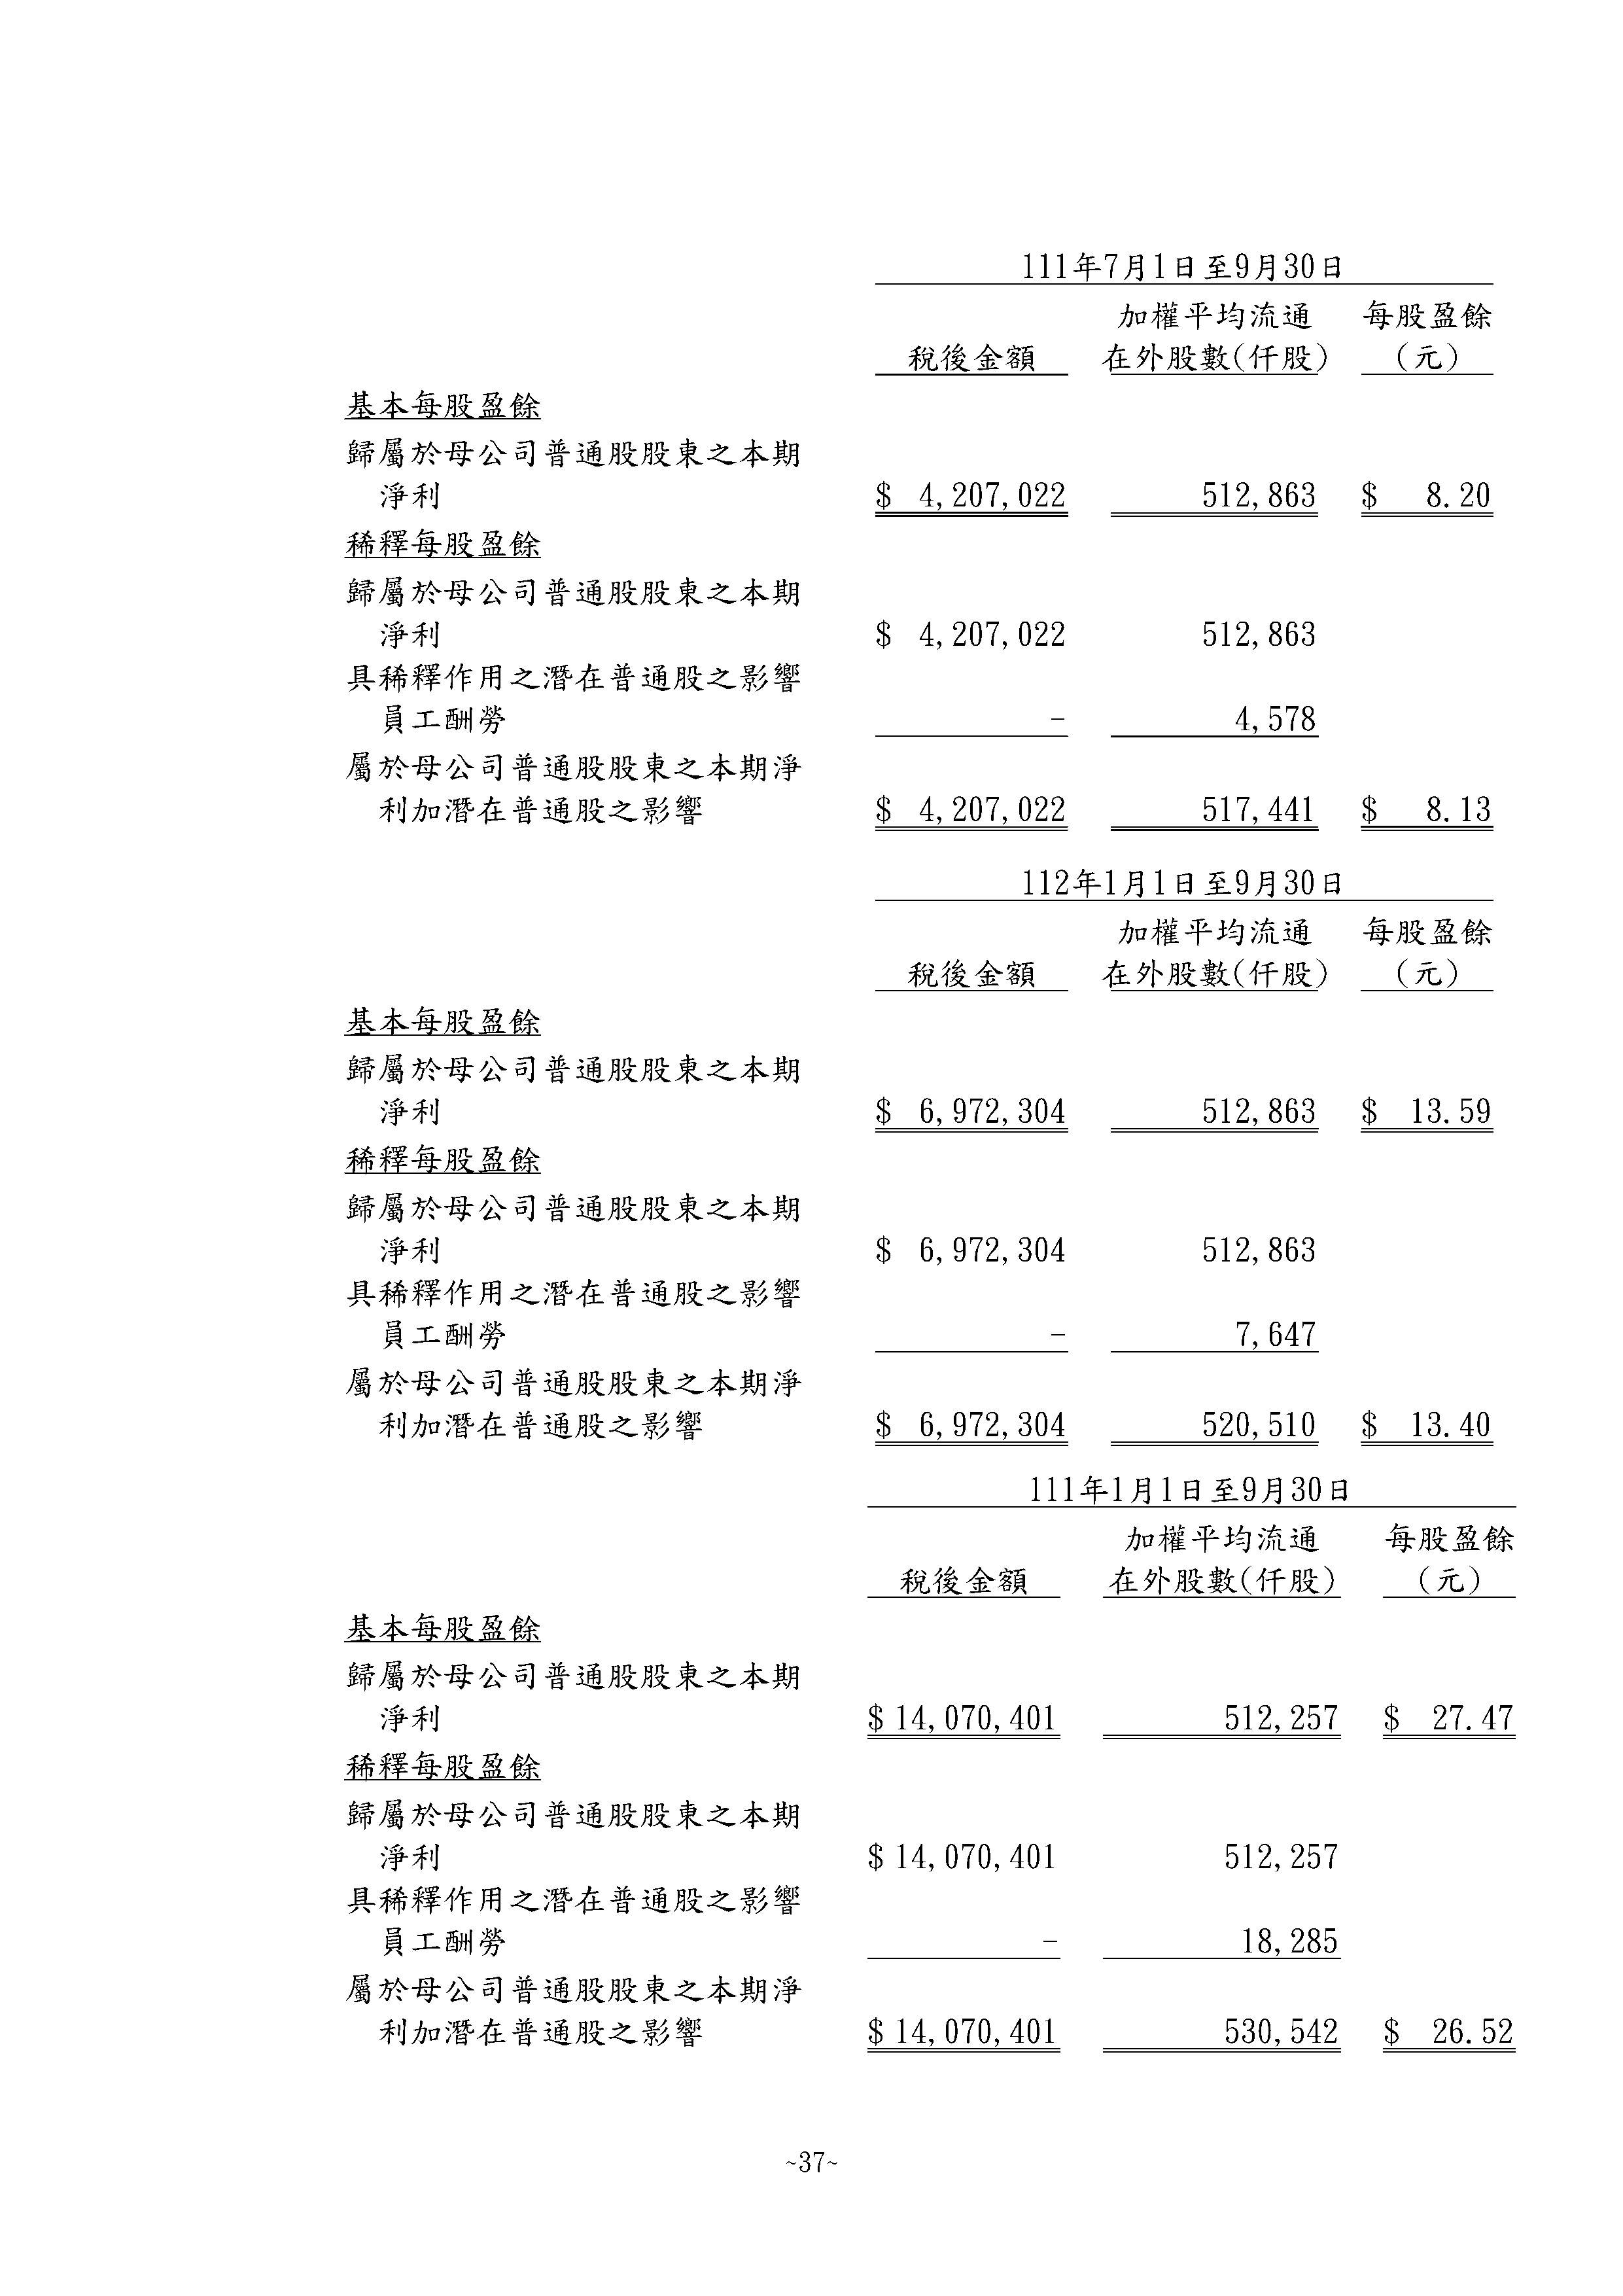 111年7月1日至9月30日
加權平均流通 每股盈餘
稅後金額 在外股數(仟股) (元)
基本每股盈餘
歸屬於母公司普通股股東之本期
淨利 $ 4,207,022 512,863 $ 8.20
稀釋每股盈餘
歸屬於母公司普通股股東之本期
淨利 $ 4,207,022 512,863
具稀釋作用之潛在普通股之影響
員工酬勞 - 4,578
屬於母公司普通股股東之本期淨
利加潛在普通股之影響 $ 4,207,022 517,441 $ 8.13
112年1月1日至9月30日
加權平均流通 每股盈餘
稅後金額 在外股數(仟股) (元)
基本每股盈餘
歸屬於母公司普通股股東之本期
淨利 $ 6,972,304 512,863 $ 13.59
稀釋每股盈餘
歸屬於母公司普通股股東之本期
淨利 $ 6,972,304 512,863
具稀釋作用之潛在普通股之影響
員工酬勞 - 7,647
屬於母公司普通股股東之本期淨
利加潛在普通股之影響 $ 6,972,304 520,510 $ 13.40
111年1月1日至9月30日
加權平均流通 每股盈餘
稅後金額 在外股數(仟股) (元)
基本每股盈餘
歸屬於母公司普通股股東之本期
淨利 $ 14,070,401 512,257 $ 27.47
稀釋每股盈餘
歸屬於母公司普通股股東之本期
淨利 $ 14,070,401 512,257
具稀釋作用之潛在普通股之影響
員工酬勞 - 18,285
屬於母公司普通股股東之本期淨
利加潛在普通股之影響 $ 14,070,401 530,542 $ 26.52
~37~